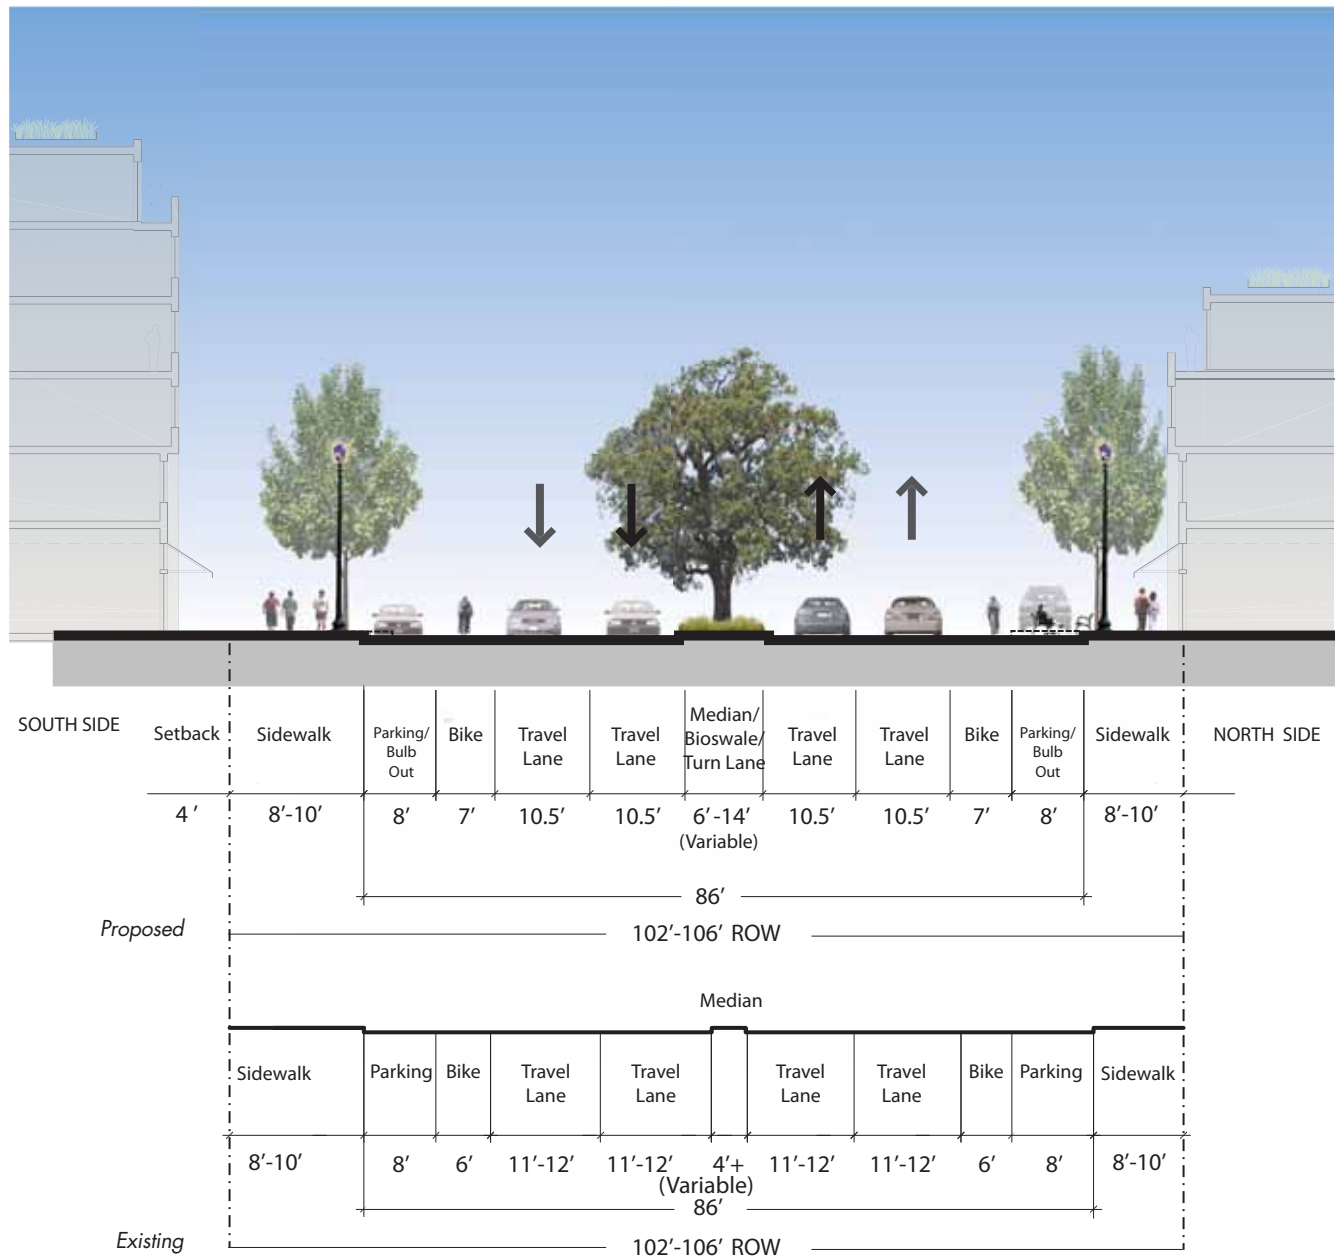 SOUTH SIDE
Setback
Sidewalk
Parking/
Bulb
Out
Bike
Travel
Lane
Travel
Lane
Median/
Bioswale/
Turn Lane
Travel
Lane
Travel
Lane
Bike
Parking/
Bulb
Out
Sidewalk
NORTH SIDE
4 ' 8'-10' 8' 7' 10.5' 10.5' 6'-14' 10.5' 10.5' 7' 8' 8'-10'
(Variable)
86'
Proposed
102'-106' ROW
Median
Sidewalk
Parking
Bike
Travel
Lane
Travel
Lane
Travel
Lane
Travel
Lane
Bike
Parking
Sidewalk
8'-10' 8' 6' 11'-12' 11'-12' 4'+ 11'-12' 11'-12' 6' 8' 8'-10'
(Variable)
86'
Existing
102'-106' ROW